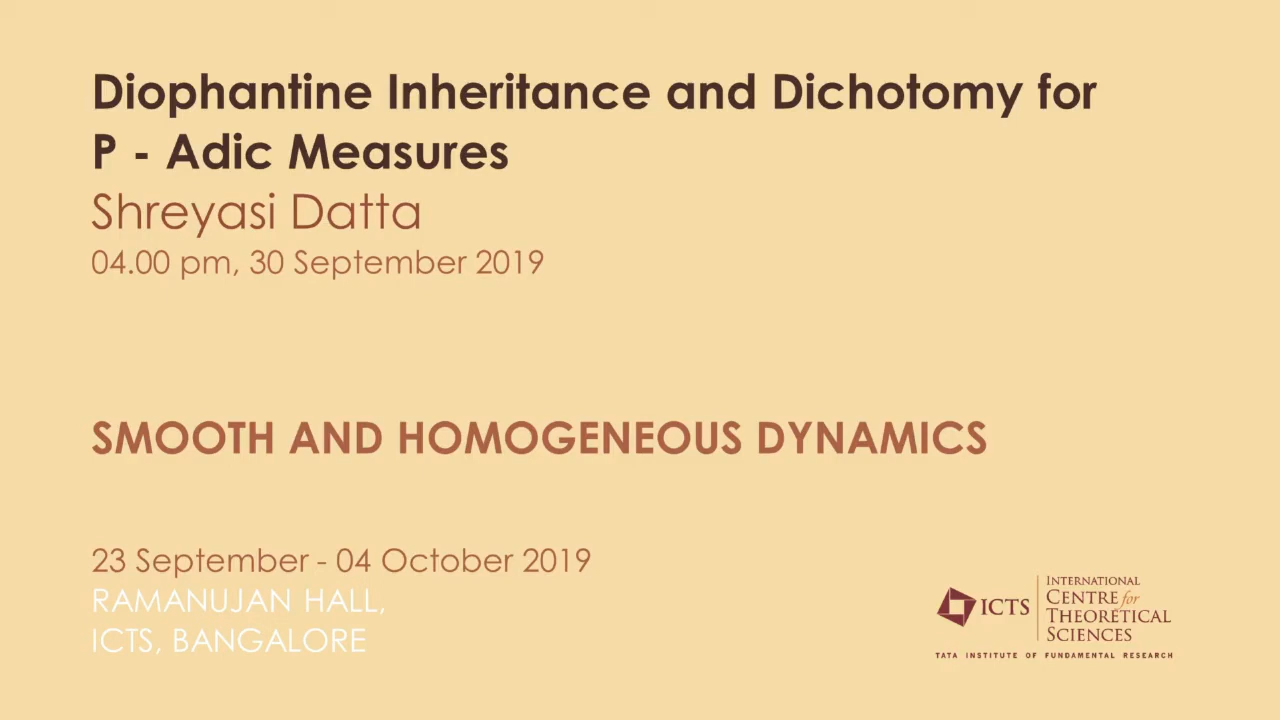 Diophantine Inheritance and Dichotomy for
P - Adic Measures
Shreyasi Datta
04.00 pm, 30 September 2019
SMOOTH AND HOMOGENEOUS DYNAMICS
23 September - 04 October 2019
RAMANUJAN HALL,
ICTS, BANGALORE
ICTS
INTERNATIONAL
CENTRE for
THEORETICAL
SCIENCES
TATA INSTITUTE OF FUNDAMENTAL RESEARCH